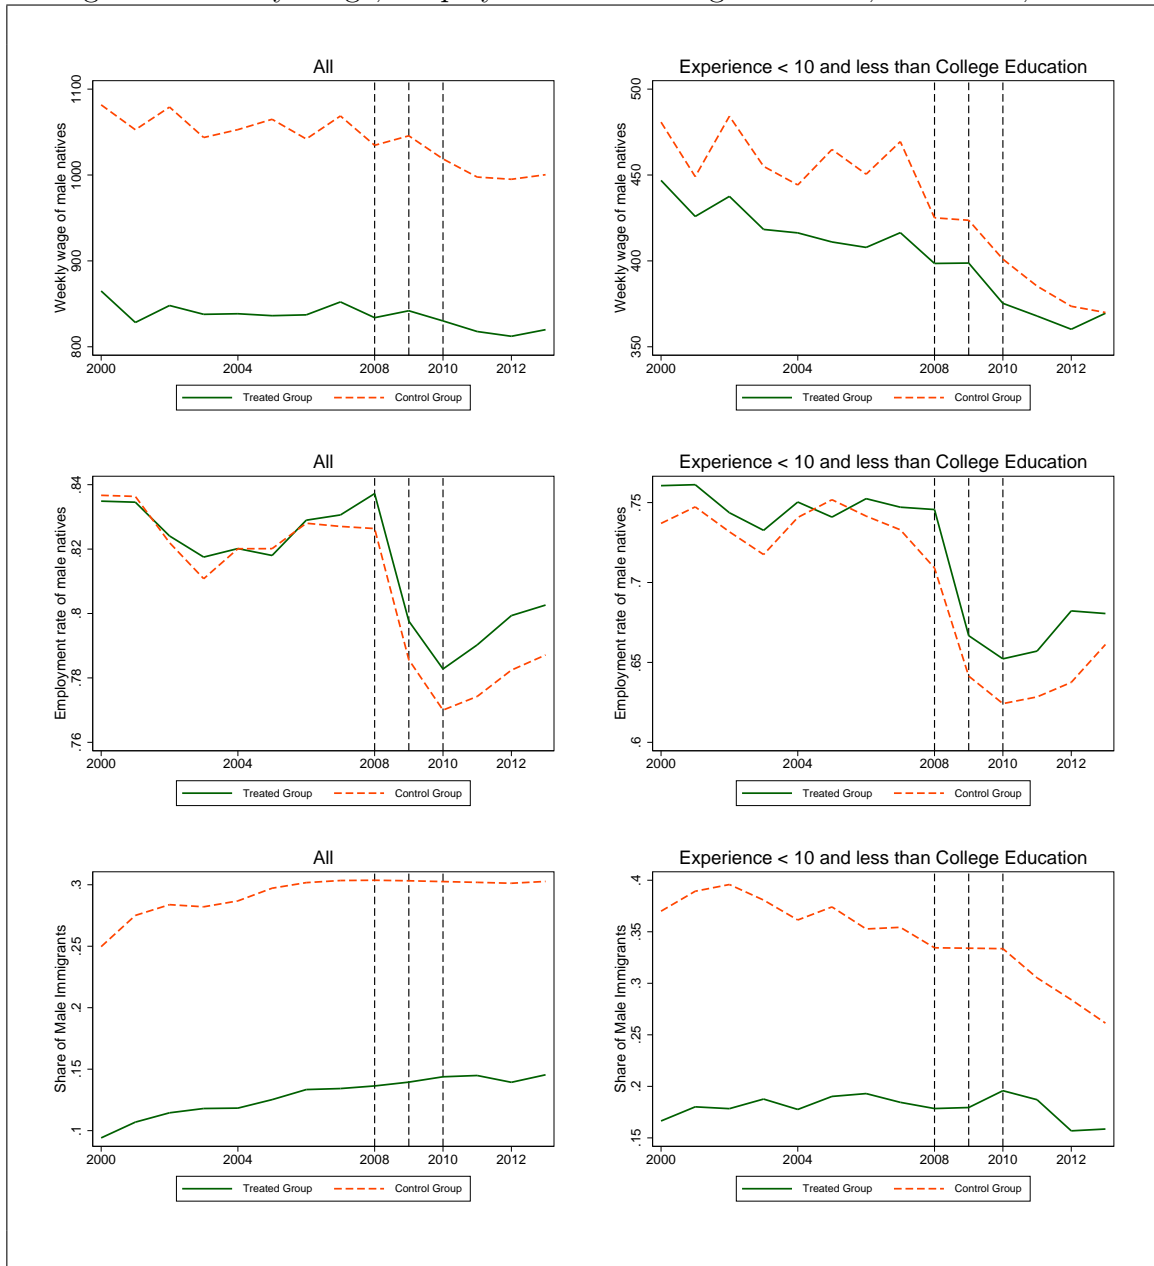 All
Weekly wage of male natives
1100
1000
900
800
2000 2004 2008 2010 2012
Treated Group Control Group
Experience < 10 and less than College Education
Weekly wage of male natives
500
450
400
350
2000 2004 2008 2010 2012
Treated Group Control Group
All
Employment rate of male natives
.84
.82
.8
.78
.76
2000 2004 2008 2010 2012
Treated Group Control Group
Experience < 10 and less than College Education
Employment rate of male natives
.75
.7
.65
.6
2000 2004 2008 2010 2012
Treated Group Control Group
All
Share of Male Immigrants
.3
.25
.2
.15
.1
2000 2004 2008 2010 2012
Treated Group Control Group
Experience < 10 and less than College Education
Share of Male Immigrants
.4
.35
.3
.25
.2
.15
2000 2004 2008 2010 2012
Treated Group Control Group